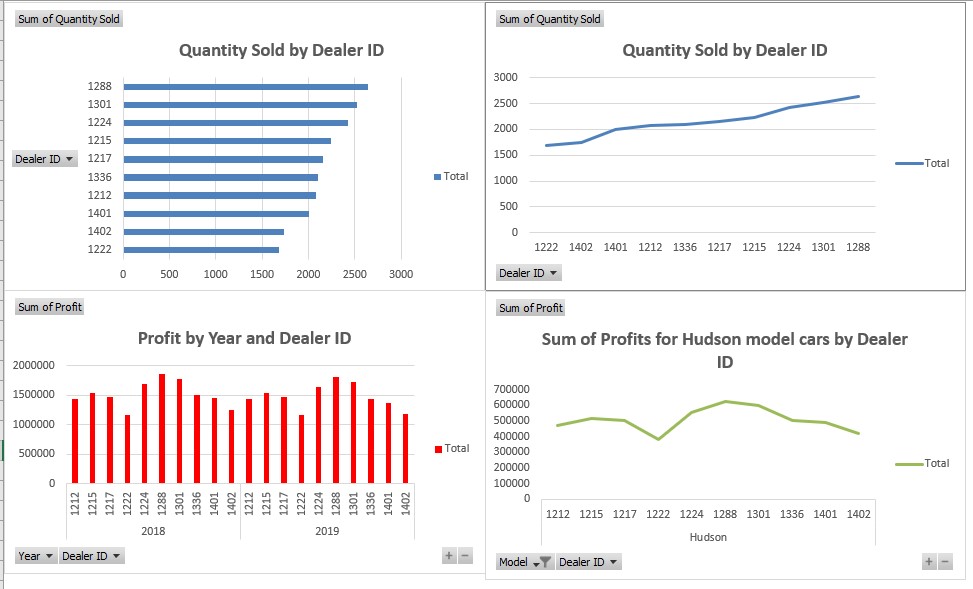 Sum of Quantity Sold
Quantity Sold by Dealer ID
1288
1301
1224
1215
Dealer ID
1217
1336
Total
1212
1401
1402
1222
0 500 1000 1500 2000 2500 3000
Sum of Quantity Sold
Quantity Sold by Dealer ID
3000
2500
2000
1500
1000
500
0
Total
1222 1402 1401 1212 1336 1217 1215 1224 1301 1288
Dealer ID
Sum of Profit
Profit by Year and Dealer ID
2000000
1500000
1000000
500000
0
Total
1212 1215 1217 1222 1224 1288 1301 1336 1401 1402 1212 1215 1217 1222 1224 1288 1301 1336 1401 1402
2018 2019
Year Dealer ID
+ −
Sum of Profit
Sum of Profits for Hudson model cars by Dealer
ID
700000
600000
500000
400000
300000
200000
100000
0
Total
1212 1215 1217 1222 1224 1288 1301 1336 1401 1402
Hudson
Model Dealer ID
+ −